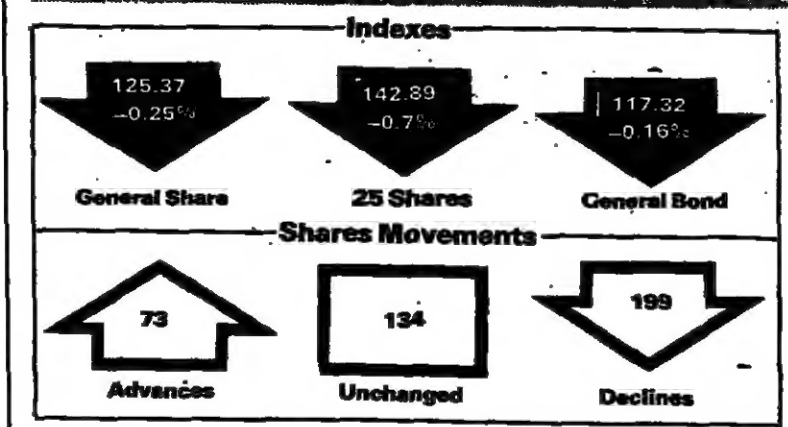 Indexes
125.37
-0.25%
142.89
-0.7%
117.32
-0.16%
General Share
25 Shares
General Bond
Shares Movements
73
134
199
Advances
Unchanged
Declines